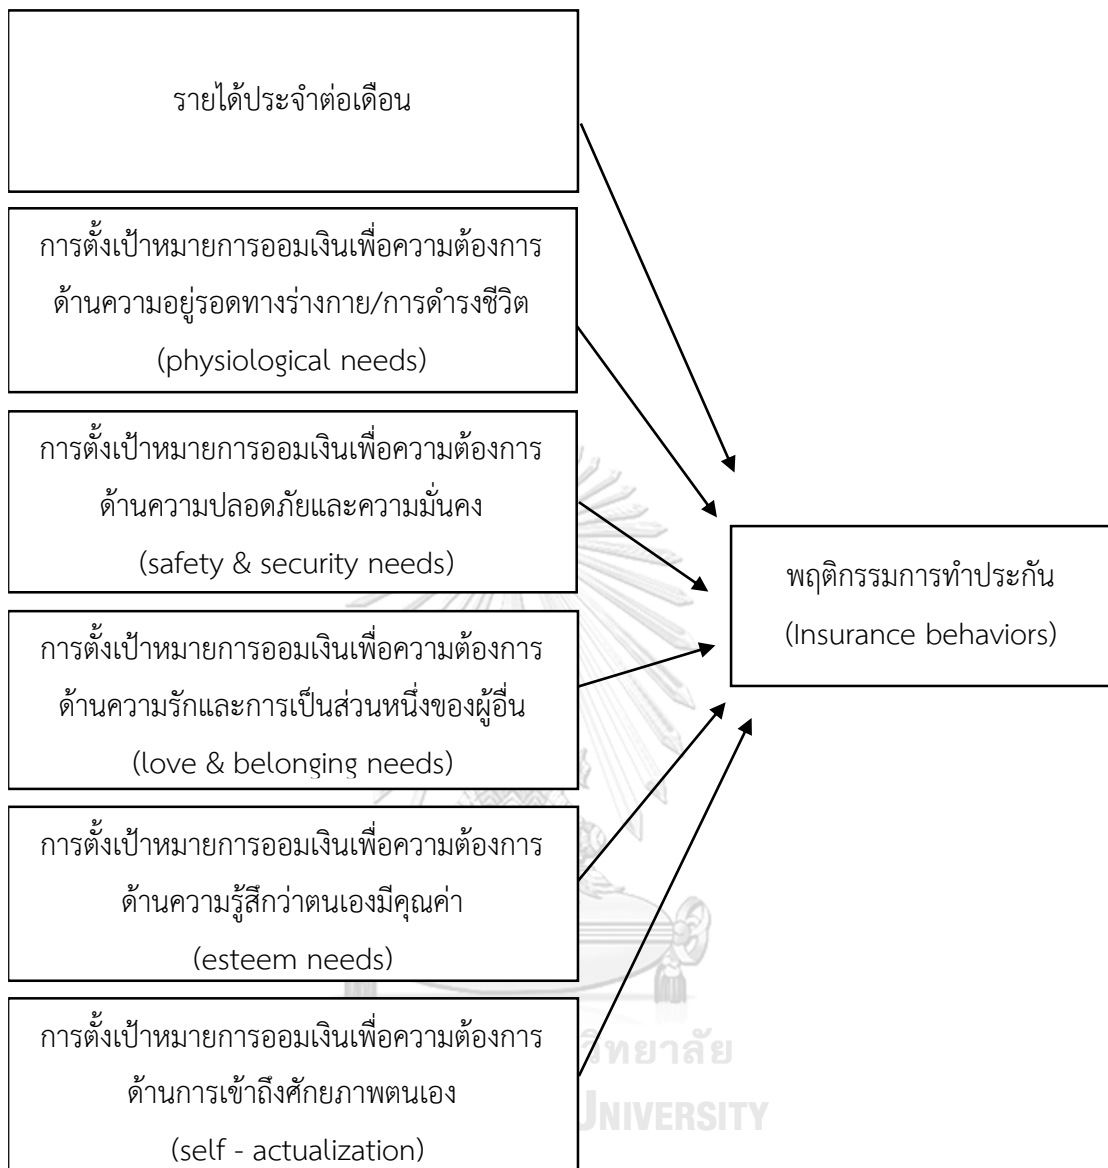 รายได้ประจำต่อเดือน
การตั้งเป้าหมายการออมเงินเพื่อความต้องการ
ด้านความอยู่รอดทางร่างกาย/การดำรงชีวิต
(physiological needs)
การตั้งเป้าหมายการออมเงินเพื่อความต้องการ
ด้านความปลอดภัยและความมั่นคง
(safety & security needs)
พฤติกรรมการทำประกัน
(Insurance behaviors)
การตั้งเป้าหมายการออมเงินเพื่อความต้องการ
ด้านความรักและการเป็นส่วนหนึ่งของผู้อื่น
(love & belonging needs)
การตั้งเป้าหมายการออมเงินเพื่อความต้องการ
ด้านความรู้สึกว่าตนเองมีคุณค่า
(esteem needs)
การตั้งเป้าหมายการออมเงินเพื่อความต้องการ
ด้านการเข้าถึงศักยภาพตนเอง
(self - actualization)
วิทยาลัย
UNIVERSITY